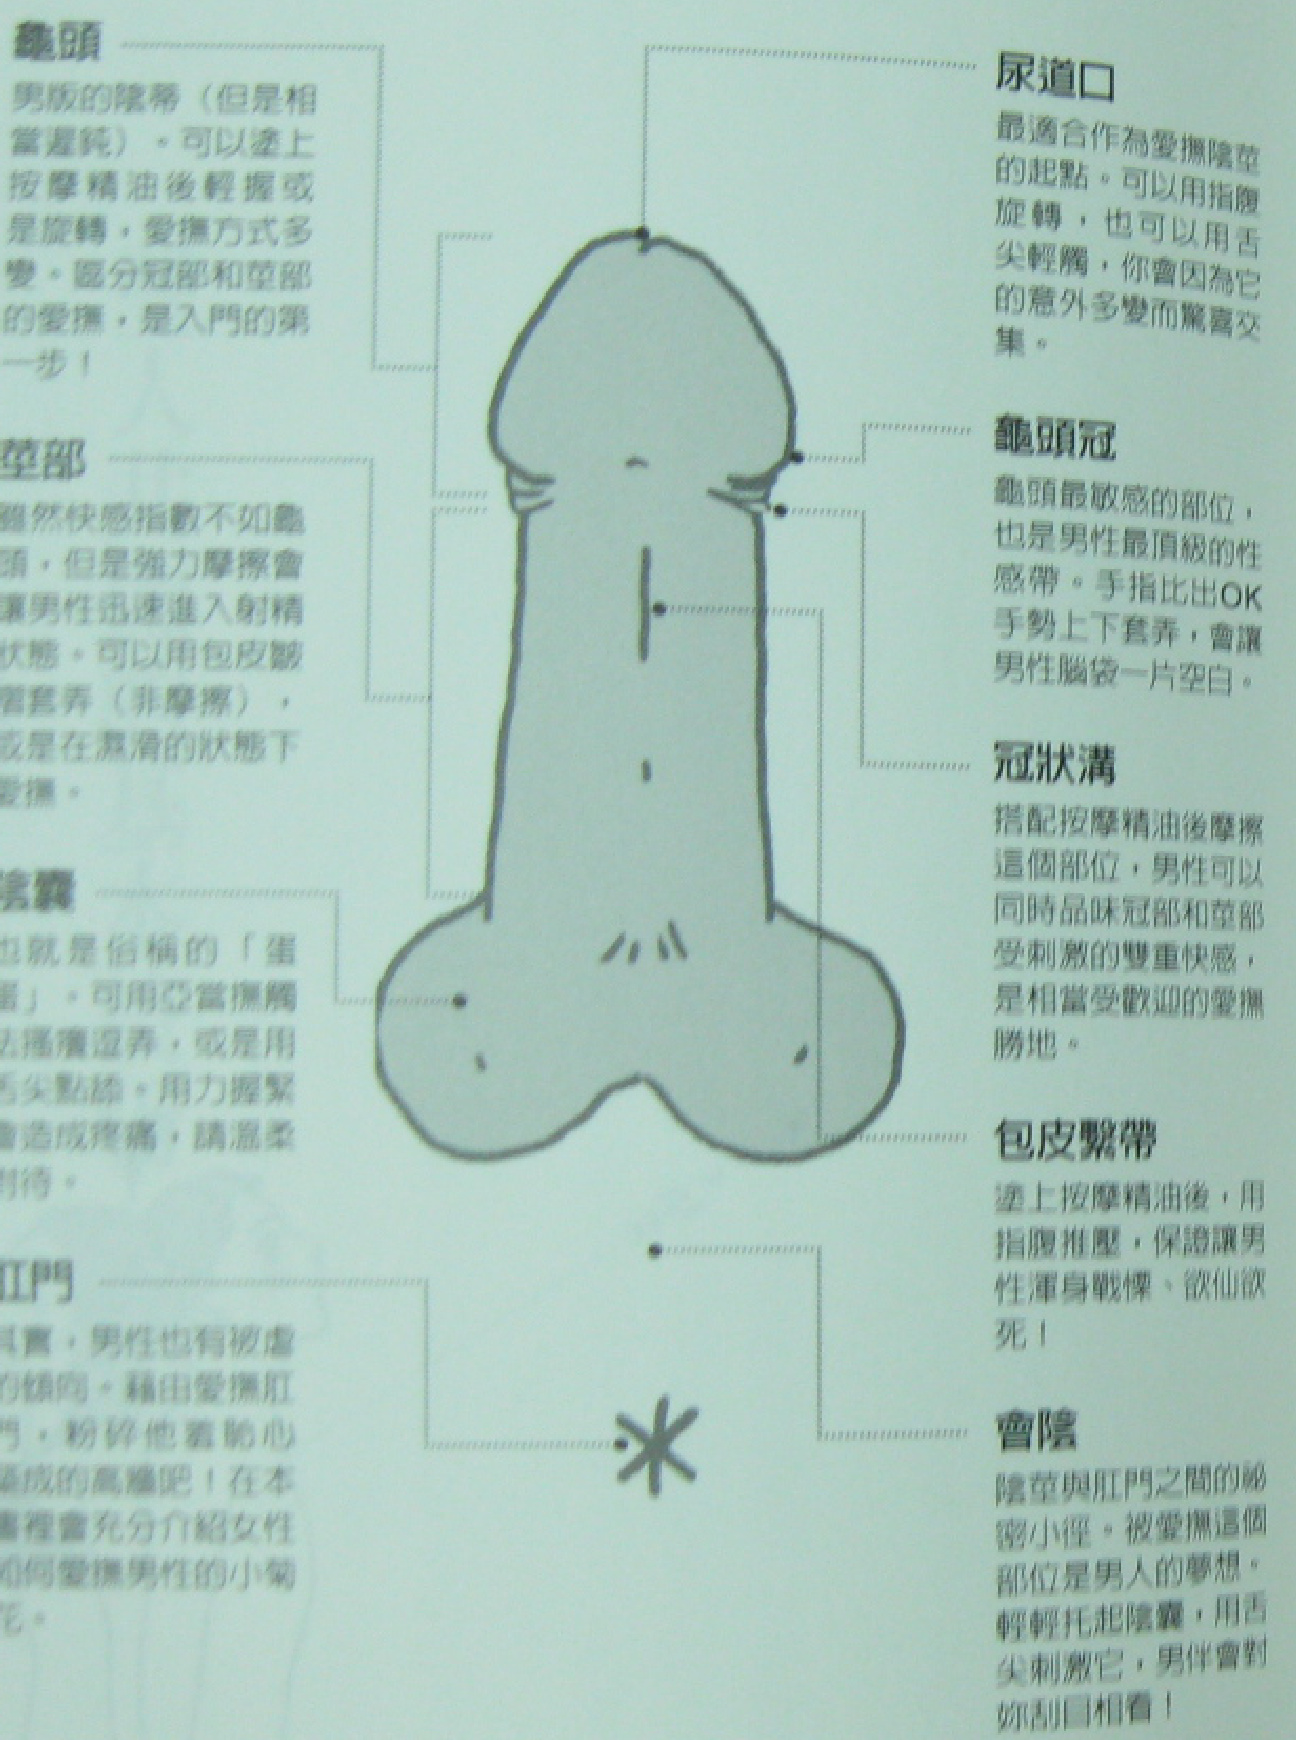 龜頭
男版的陰蒂（但是相
當遲鈍）。可以塗上
按摩精油後輕握或
是旋轉，愛撫方式多
變。區分冠部和莖部
的愛撫，是入門的第
一步！
莖部
雖然快感指數不如龜
頭，但是強力摩擦會
讓男性迅速進入射精
狀態。可以用包皮皺
褶套弄（非摩擦），
或是在濕滑的狀態下
愛撫。
陰囊
也就是俗稱的「蛋
蛋」。可用亞當撫觸
法搔癢逗弄，或是用
舌尖點舔。用力握緊
會造成疼痛，請溫柔
對待。
肛門
其實，男性也有被虐
的傾向。藉由愛撫肛
門，粉碎他羞恥心
築成的高牆吧！在本
書裡會充分介紹女性
如何愛撫男性的小菊
花。
尿道口
最適合作為愛撫陰莖
的起點。可以用指腹
旋轉，也可以用舌
尖輕觸，你會因為它
的意外多變而驚喜交
集。
龜頭冠
龜頭最敏感的部位，
也是男性最頂級的性
感帶。手指比出OK
手勢上下套弄，會讓
男性腦袋一片空白。
冠狀溝
搭配按摩精油後摩擦
這個部位，男性可以
同時品味冠部和莖部
受刺激的雙重快感，
是相當受歡迎的愛撫
勝地。
包皮繫帶
塗上按摩精油後，用
指腹推壓，保證讓男
性渾身戰慄、欲仙欲
死！
會陰
陰莖與肛門之間的祕
密小徑。被愛撫這個
部位是男人的夢想。
輕輕托起陰囊，用舌
尖刺激它，男伴會對
妳刮目相看！